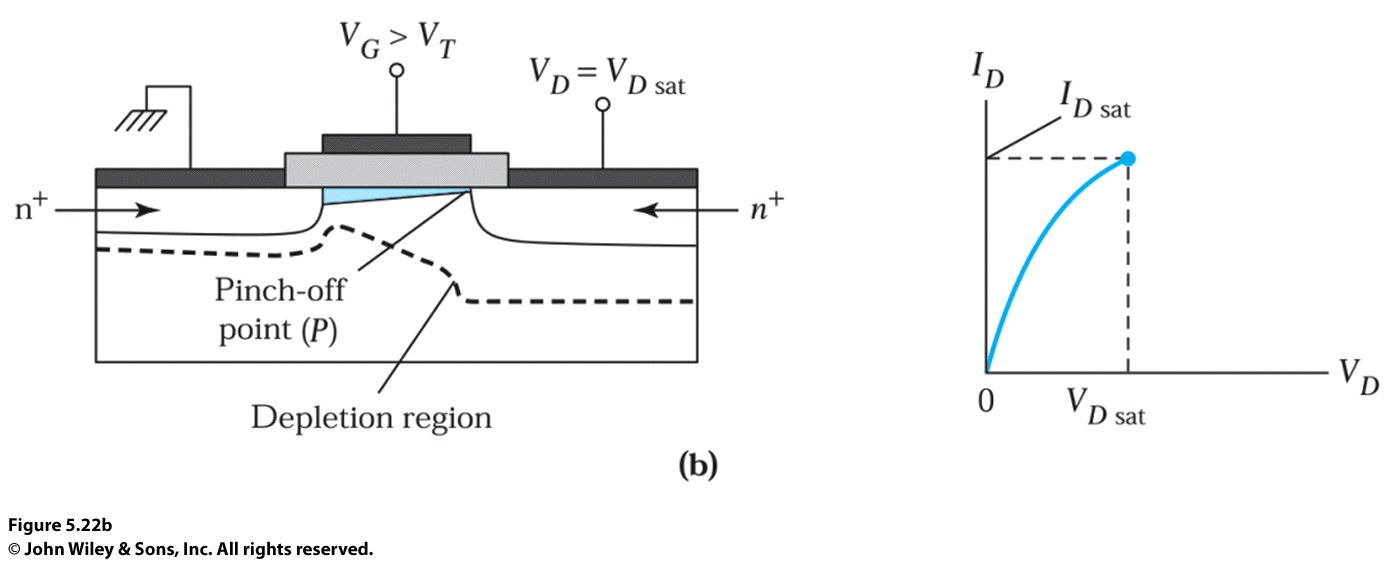 V_G > V_T
V_D = V_D sat
n⁺
n⁺
Pinch-off
point (P)
Depletion region
I_D
I_D sat
V_D
0
V_D sat
(b)
Figure 5.22b
© John Wiley & Sons, Inc. All rights reserved.